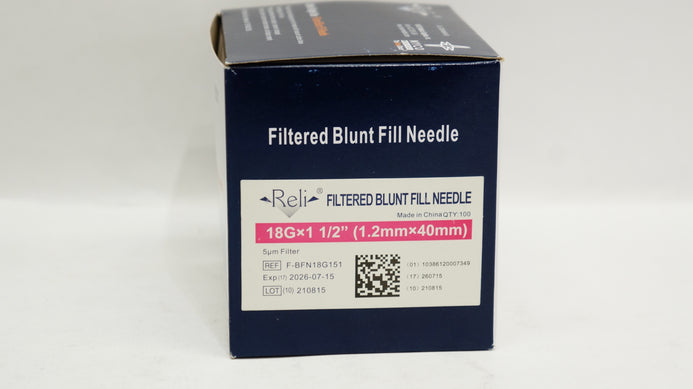 Reli
Filtered Blunt Fill Needle
Reli® FILTERED BLUNT FILL NEEDLE
Made in China QTY:100
18G×1 1/2" (1.2mm×40mm)
5μm Filter
REF F-BFN18G151
Exp(17) 2026-07-15
LOT (10) 210815
(01) 10386120007349
(17) 260715
(10) 210815